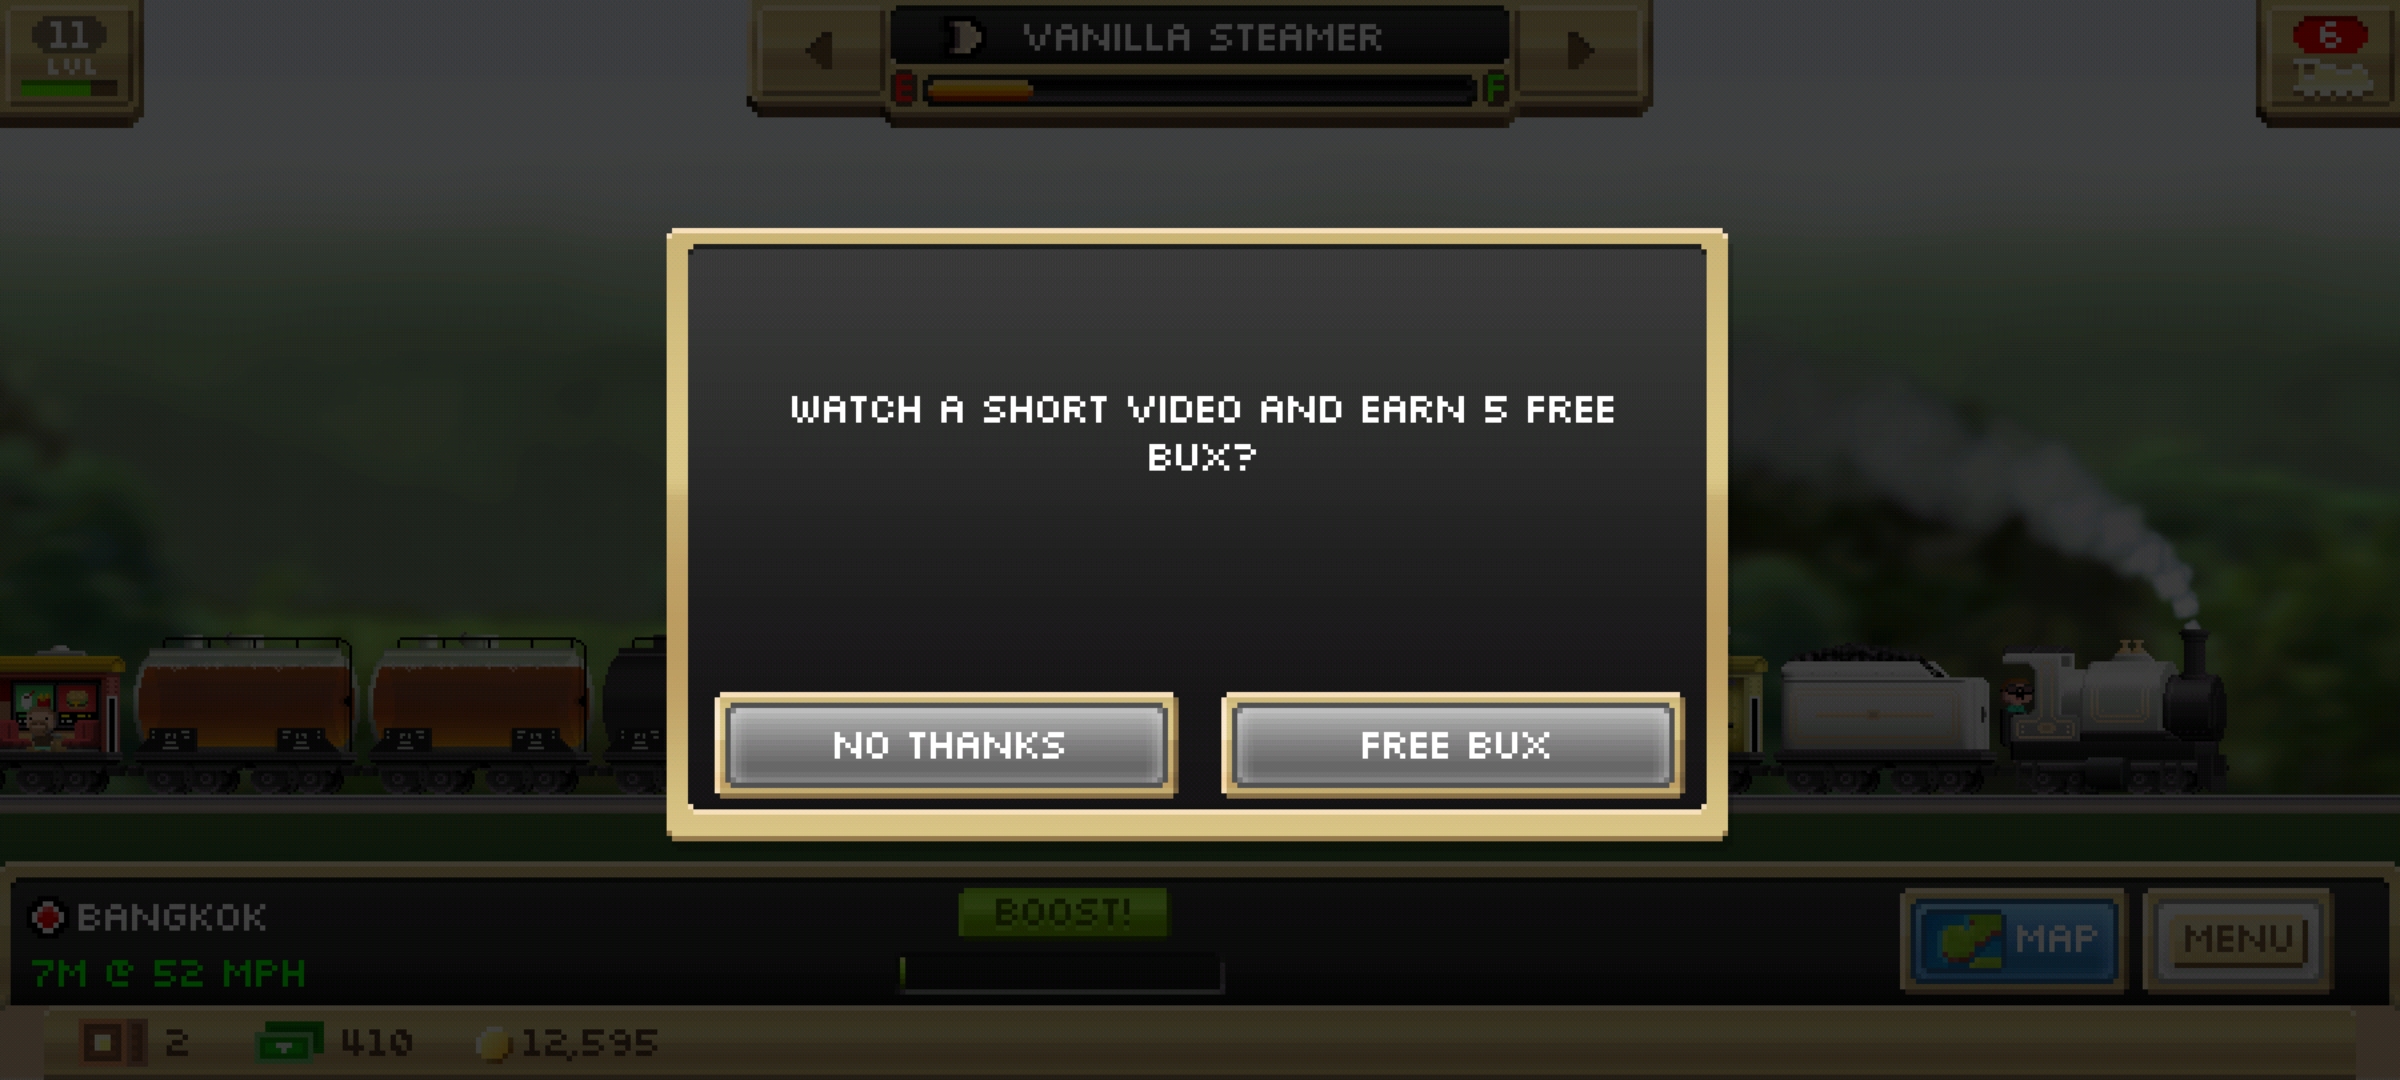 11
LVL
VANILLA STEAMER
E F
6
WATCH A SHORT VIDEO AND EARN 5 FREE
BUX?
NO THANKS
FREE BUX
BANGKOK
7M @ 52 MPH
BOOST!
MAP
MENU
2
410
12,595